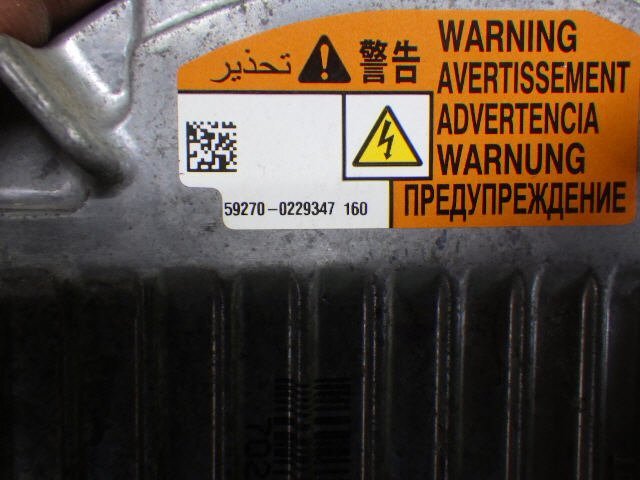 تحذير
警告
WARNING
AVERTISSEMENT
ADVERTENCIA
WARNUNG
ПРЕДУПРЕЖДЕНИЕ
59270-0229347 160